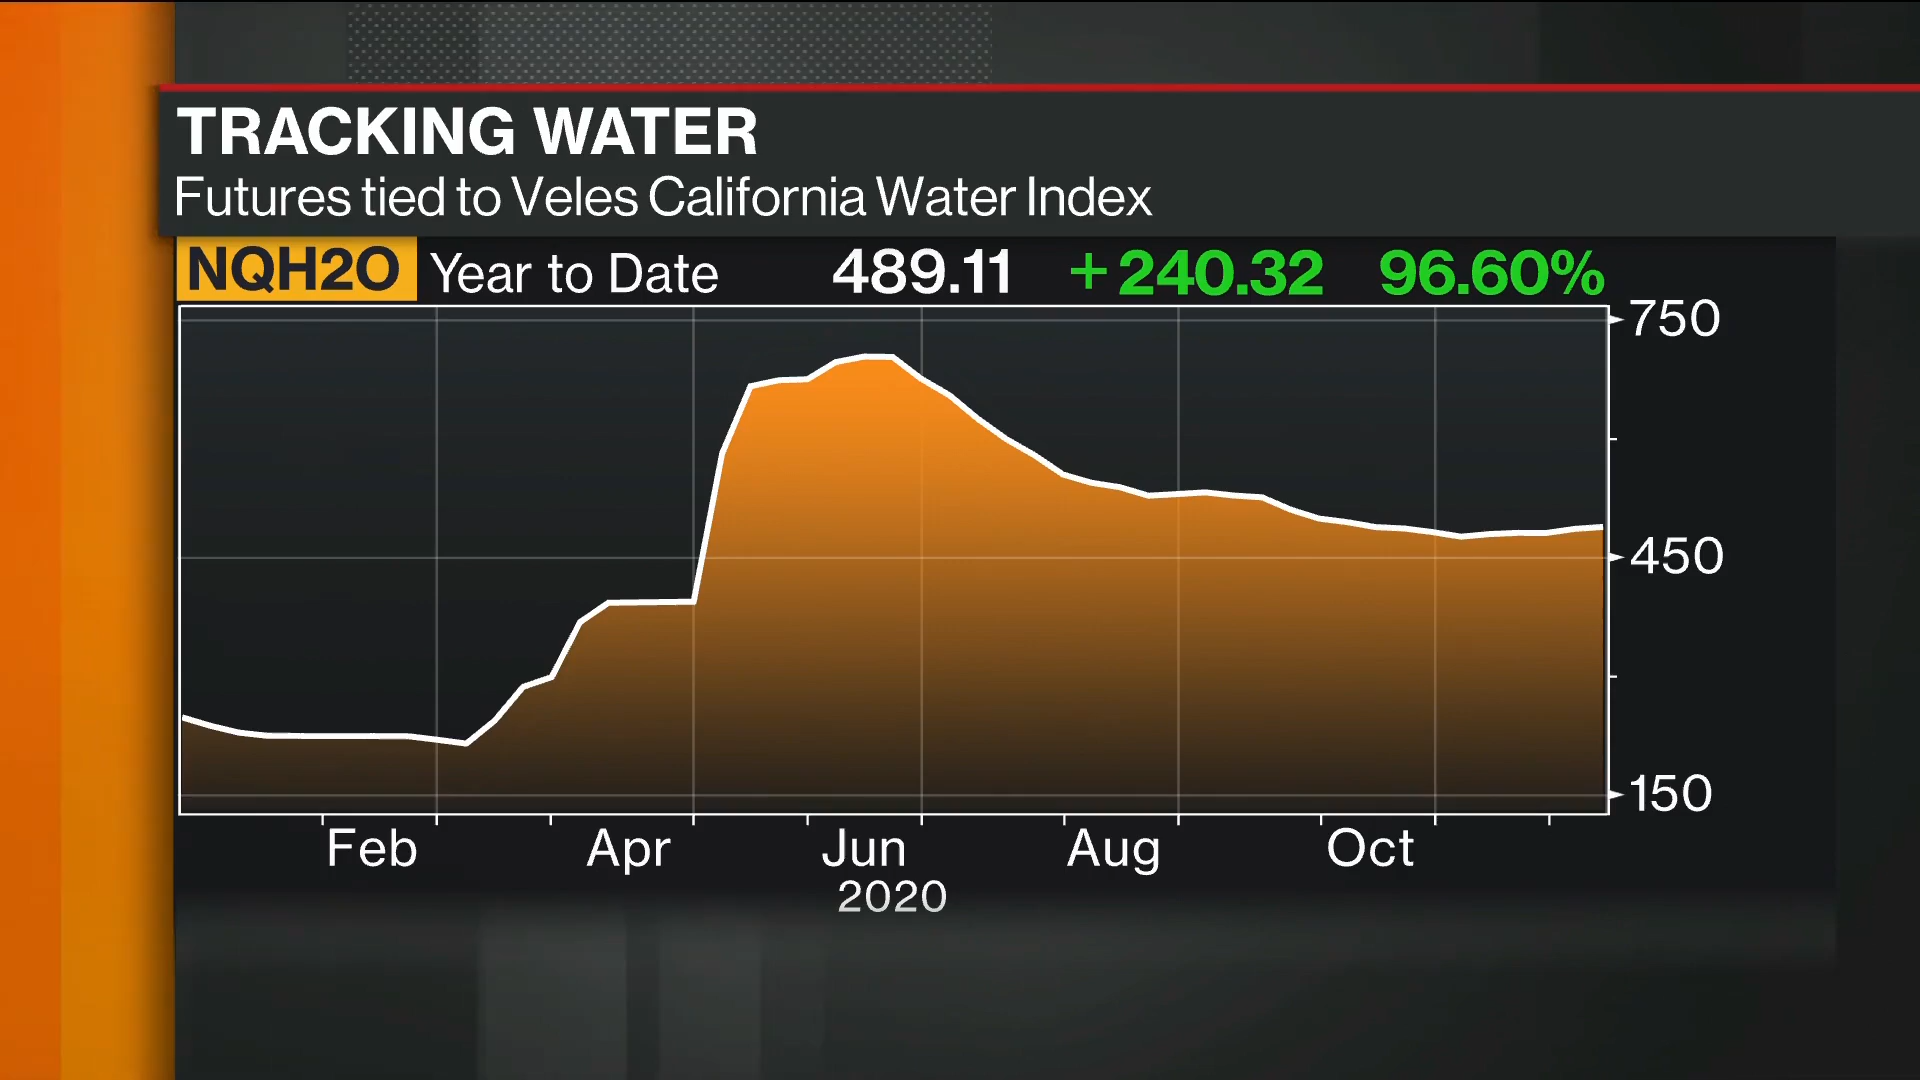 TRACKING WATER
Futures tied to Veles California Water Index
NQH2O Year to Date 489.11 +240.32 96.60%
750
450
150
Feb Apr Jun Aug Oct
2020